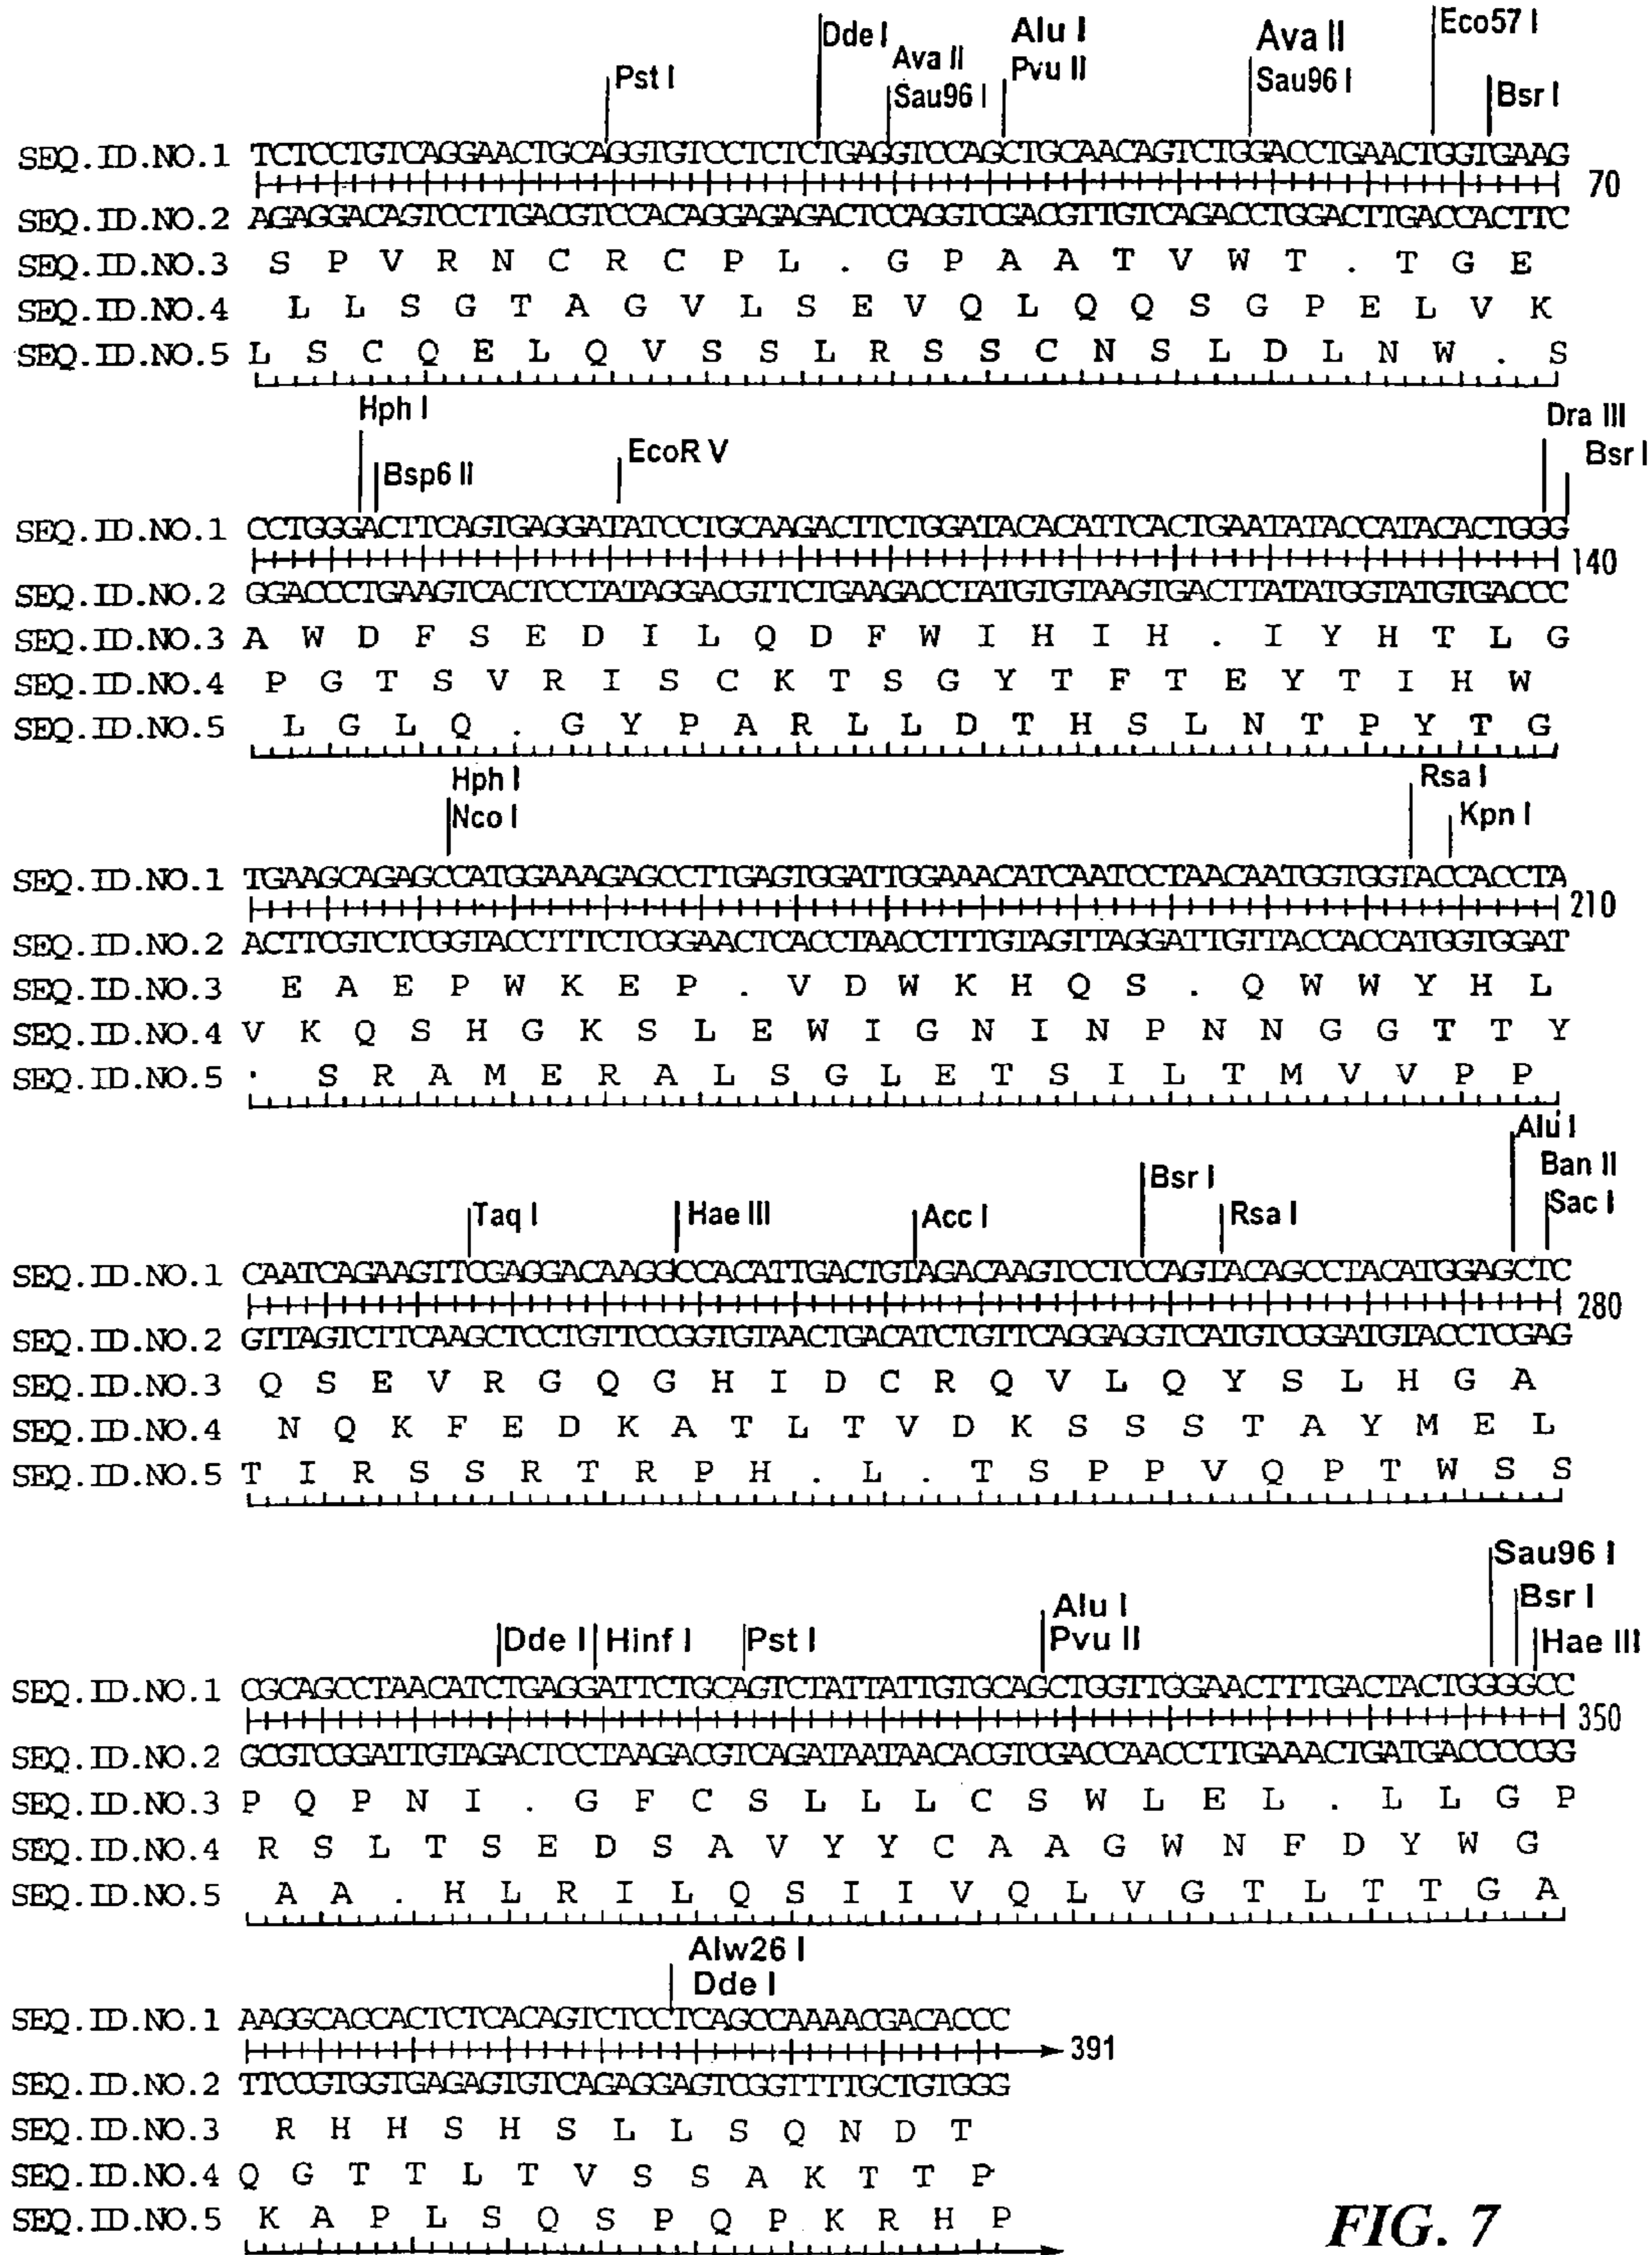 Dde I Alu I Ava II Eco57 I
Pst I Ava II Pvu II Sau96 I Bsr I
Sau96 I
SEQ.ID.NO.1 TCTCCTGTCAGGAACTGCAGGTGTCCTCTCTGAGGTCCAGCTGCAACAGTCTGGACCTGAACTGGTGAAG
70
SEQ.ID.NO.2 AGAGGACAGTCCTTGACGTCCACAGGAGAGACTCCAGGTCGACGTTGTCAGACCTGGACTTGACCACTTC
SEQ.ID.NO.3 S P V R N C R C P L . G P A A T V W T . T G E
SEQ.ID.NO.4 L L S G T A G V L S E V Q L Q Q S G P E L V K
SEQ.ID.NO.5 L S C Q E L Q V S S L R S S C N S L D L N W . S
Hph I Dra III
Bsp6 II EcoR V Bsr I
SEQ.ID.NO.1 CCTGGGACTTCAGTGAGGATATCCTGCAAGACTTCTGGATACACATTCACTGAATATACCATACACTGGG
140
SEQ.ID.NO.2 GGACCCTGAAGTCACTCCTATAGGACGTTCTGAAGACCTATGTGTAAGTGACTTATATGGTATGTGACCC
SEQ.ID.NO.3 A W D F S E D I L Q D F W I H I H . I Y H T L G
SEQ.ID.NO.4 P G T S V R I S C K T S G Y T F T E Y T I H W
SEQ.ID.NO.5 L G L Q . G Y P A R L L D T H S L N T P Y T G
Hph I Rsa I
Nco I Kpn I
SEQ.ID.NO.1 TGAAGCAGAGCCATGGAAAGAGCCTTGAGTGGATTGGAAACATCAATCCTAACAATGGTGGTACCACCTA
210
SEQ.ID.NO.2 ACTTCGTCTCGGTACCTTTCTCGGAACTCACCTAACCTTTGTAGTTAGGATTGTTACCACCATGGTGGAT
SEQ.ID.NO.3 E A E P W K E P . V D W K H Q S . Q W W Y H L
SEQ.ID.NO.4 V K Q S H G K S L E W I G N I N P N N G G T T Y
SEQ.ID.NO.5 . S R A M E R A L S G L E T S I L T M V V P P
Alu I
Bsr I Ban II
Taq I Hae III Acc I Rsa I Sac I
SEQ.ID.NO.1 CAATCAGAAGTTCGAGGACAAGGCCACATTGACTGTAGACAAGTCCTCCAGTACAGCCTACATGGAGCTC
280
SEQ.ID.NO.2 GTTAGTCTTCAAGCTCCTGTTCCGGTGTAACTGACATCTGTTCAGGAGGTCATGTCGGATGTACCTCGAG
SEQ.ID.NO.3 Q S E V R G Q G H I D C R Q V L Q Y S L H G A
SEQ.ID.NO.4 N Q K F E D K A T L T V D K S S S T A Y M E L
SEQ.ID.NO.5 T I R S S R T R P H . L . T S P P V Q P T W S S
Sau96 I
Alu I Bsr I
Dde I Hinf I Pst I Pvu II Hae III
SEQ.ID.NO.1 CGCAGCCTAACATCTGAGGATTCTGCAGTCTATTATTGTGCAGCTGGTTGGAACTTTGACTACTGGGGCC
350
SEQ.ID.NO.2 GCGTCGGATTGTAGACTCCTAAGACGTCAGATAATAACACGTCGACCAACCTTGAAACTGATGACCCCGG
SEQ.ID.NO.3 P Q P N I . G F C S L L L C S W L E L . L L G P
SEQ.ID.NO.4 R S L T S E D S A V Y Y C A A G W N F D Y W G
SEQ.ID.NO.5 A A . H L R I L Q S I I V Q L V G T L T T G A
Alw26 I
Dde I
SEQ.ID.NO.1 AAGGCACCACTCTCACAGTCTCCTCAGCCAAAACGACACCC
391
SEQ.ID.NO.2 TTCCGTGGTGAGAGTGTCAGAGGAGTCGGTTTTGCTGTGGG
SEQ.ID.NO.3 R H H S H S L L S Q N D T
SEQ.ID.NO.4 Q G T T L T V S S A K T T P
SEQ.ID.NO.5 K A P L S Q S P Q P K R H P
FIG. 7